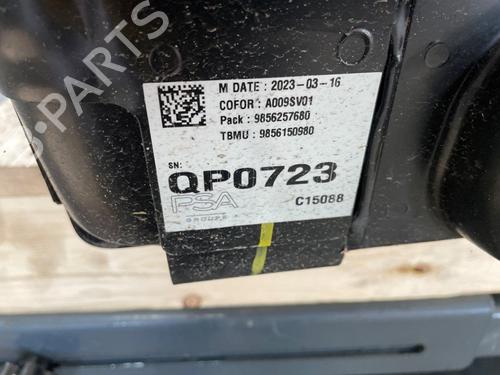 B-PARTS
M DATE : 2023-03-16
COFOR : A009SV01
Pack : 9856257680
TBMU : 9856150980
SN:
QP0723
PSA
GROUPE
C15088